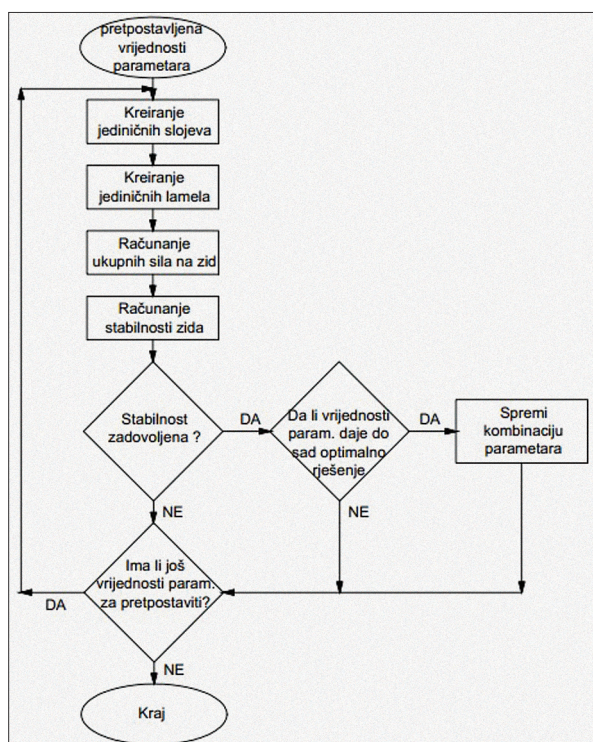 pretpostavljena
vrijednosti
parametara
Kreiranje
jediničnih slojeva
Kreiranje
jediničnih lamela
Računanje
ukupnih sila na zid
Računanje
stabilnosti zida
Stabilnost
zadovoljena ?
DA
Da li vrijednosti
param. daje do
sad optimalno
rješenje
DA
Spremi
kombinaciju
parametara
NE
NE
Ima li još
vrijednosti param.
za pretpostaviti?
DA
NE
Kraj